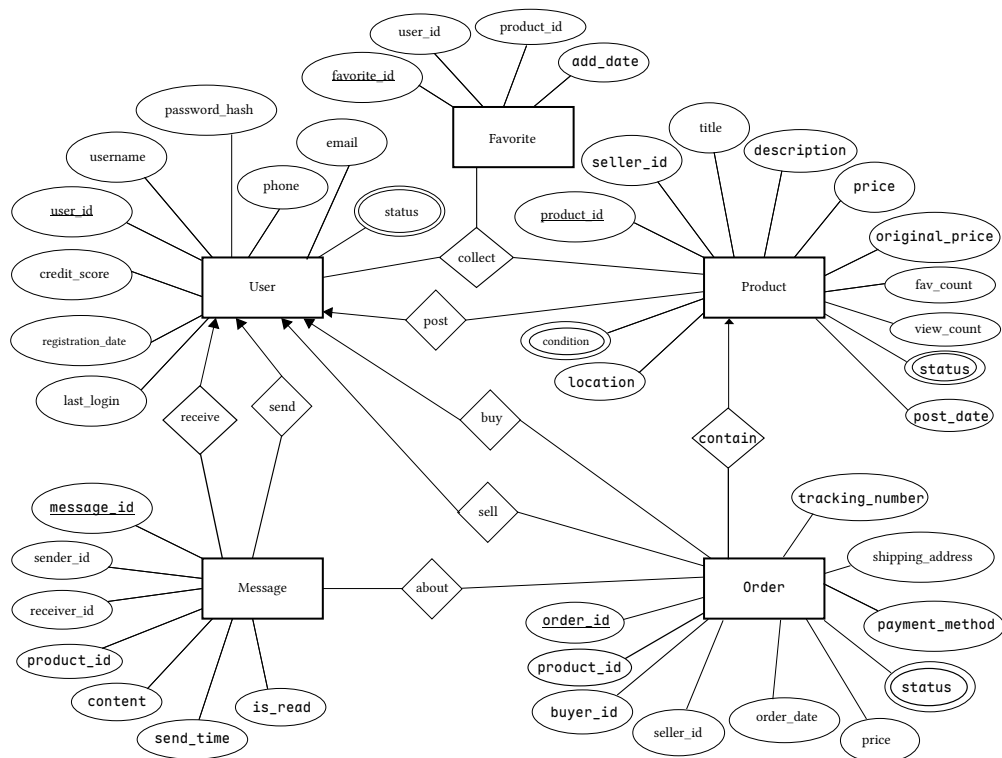 user_id
product_id
favorite_id
add_date
password_hash
Favorite
title
email
username
description
seller_id
phone
price
user_id
status
product_id
original_price
collect
credit_score
fav_count
User
Product
post
view_count
registration_date
condition
status
location
last_login
receive
send
buy
post_date
contain
message_id
tracking_number
sell
sender_id
shipping_address
Message
about
Order
receiver_id
order_id
payment_method
product_id
product_id
status
content
is_read
buyer_id
order_date
seller_id
send_time
price